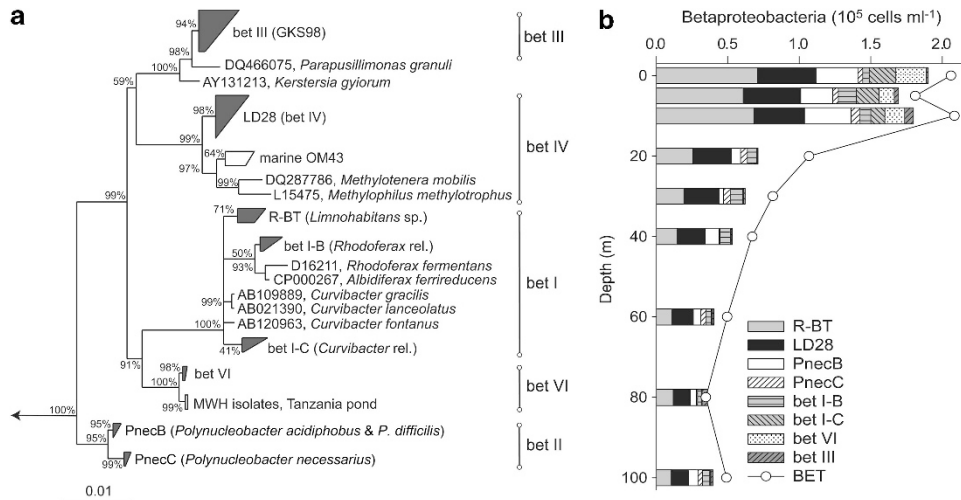 a
94%
bet III (GKS98)
98%
100%
DQ466075, Parapusillimonas granuli
AY131213, Kerstersia gyiorum
bet III
59%
98%
LD28 (bet IV)
99%
64%
marine OM43
97%
99%
DQ287786, Methylotenera mobilis
L15475, Methylophilus methylotrophus
bet IV
99%
71%
R-BT (Limnohabitans sp.)
50%
bet I-B (Rhodoferax rel.)
93%
D16211, Rhodoferax fermentans
CP000267, Albidiferax ferrireducens
AB109889, Curvibacter gracilis
99%
AB021390, Curvibacter lanceolatus
100%
AB120963, Curvibacter fontanus
41%
bet I-C (Curvibacter rel.)
bet I
91%
98%
bet VI
100%
99%
MWH isolates, Tanzania pond
bet VI
100%
95%
PnecB (Polynucleobacter acidiphobus & P. difficilis)
95%
99%
PnecC (Polynucleobacter necessarius)
bet II
0.01
b
Betaproteobacteria (10⁵ cells ml⁻¹)
0.0 0.5 1.0 1.5 2.0
0
20
40
60
80
100
Depth (m)
R-BT
LD28
PnecB
PnecC
bet I-B
bet I-C
bet VI
bet III
BET